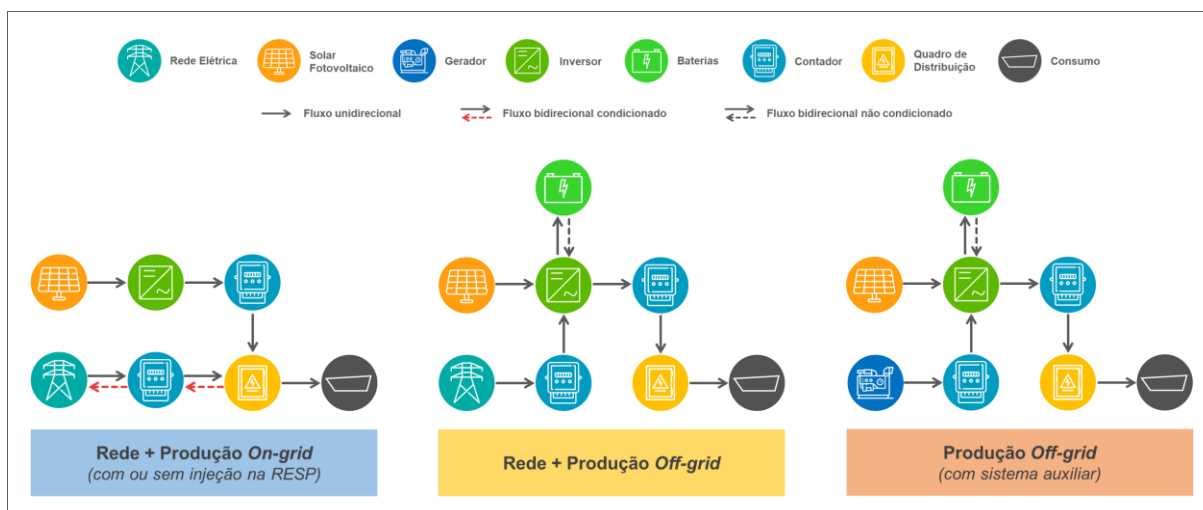 Rede Elétrica
Solar
Fotovoltaico
Gerador
Inversor
Baterias
Contador
Quadro de
Distribuição
Consumo
Fluxo unidirecional
Fluxo bidirecional condicionado
Fluxo bidirecional não condicionado
Rede + Produção On-grid
(com ou sem injeção na RESP)
Rede + Produção Off-grid
Produção Off-grid
(com sistema auxiliar)